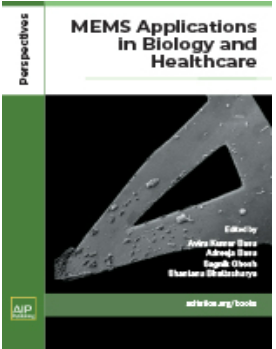 Perspectives
MEMS Applications
in Biology and
Healthcare
Edited by
Avinas Kumar Basu
Adreeja Basu
Sagnik Ghosh
Shantanu Bhattacharya
scitation.org/books
AIP
Publishing